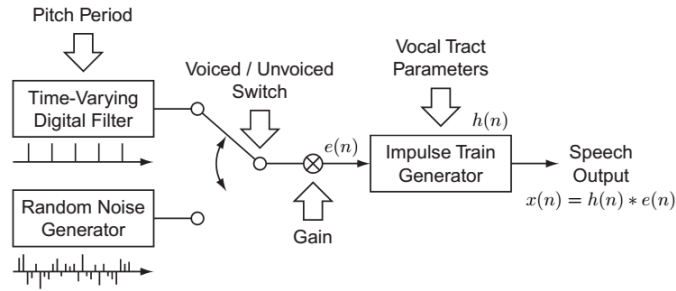 Pitch Period
Time-Varying
Digital Filter
Voiced / Unvoiced
Switch
Vocal Tract
Parameters
h(n)
e(n)
Impulse Train
Generator
Speech
Output
x(n) = h(n) * e(n)
Random Noise
Generator
Gain